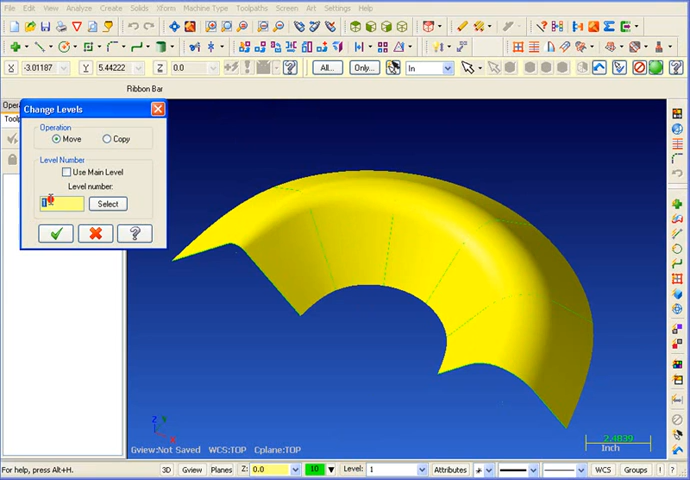 File Edit View Analyze Create Solids Xform Machine Type Toolpaths Screen Art Settings Help
X -3.01187 Y 5.44222 Z 0.0 All... Only... In
Ribbon Bar
Change Levels
Operation
Move Copy
Level Number
Use Main Level
Level number:
1 Select
Z
X
Gview:Not Saved WCS:TOP Cplane:TOP
2.4839
Inch
For help, press Alt+H. 3D Gview Planes Z: 0.0 10 Level: 1 Attributes WCS Groups ! ?